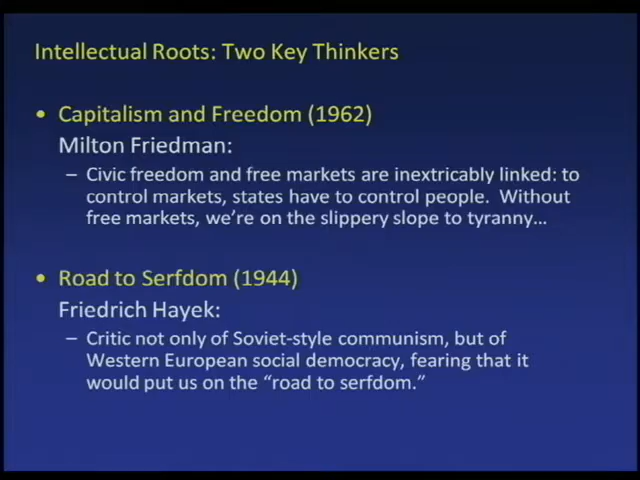 Intellectual Roots: Two Key Thinkers
• Capitalism and Freedom (1962)
Milton Friedman:
– Civic freedom and free markets are inextricably linked: to
control markets, states have to control people.  Without
free markets, we're on the slippery slope to tyranny…
• Road to Serfdom (1944)
Friedrich Hayek:
– Critic not only of Soviet-style communism, but of
Western European social democracy, fearing that it
would put us on the "road to serfdom."